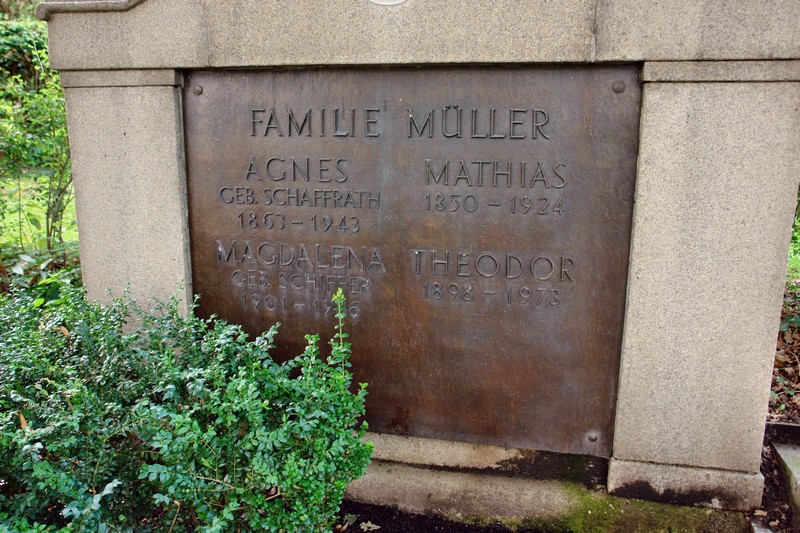 FAMILIE MÜLLER
AGNES
GEB. SCHAFFRATH
1863 – 1943
MATHIAS
1850 – 1924
MAGDALENA
GEB. SCHIFFER
THEODOR
1898 – 1973